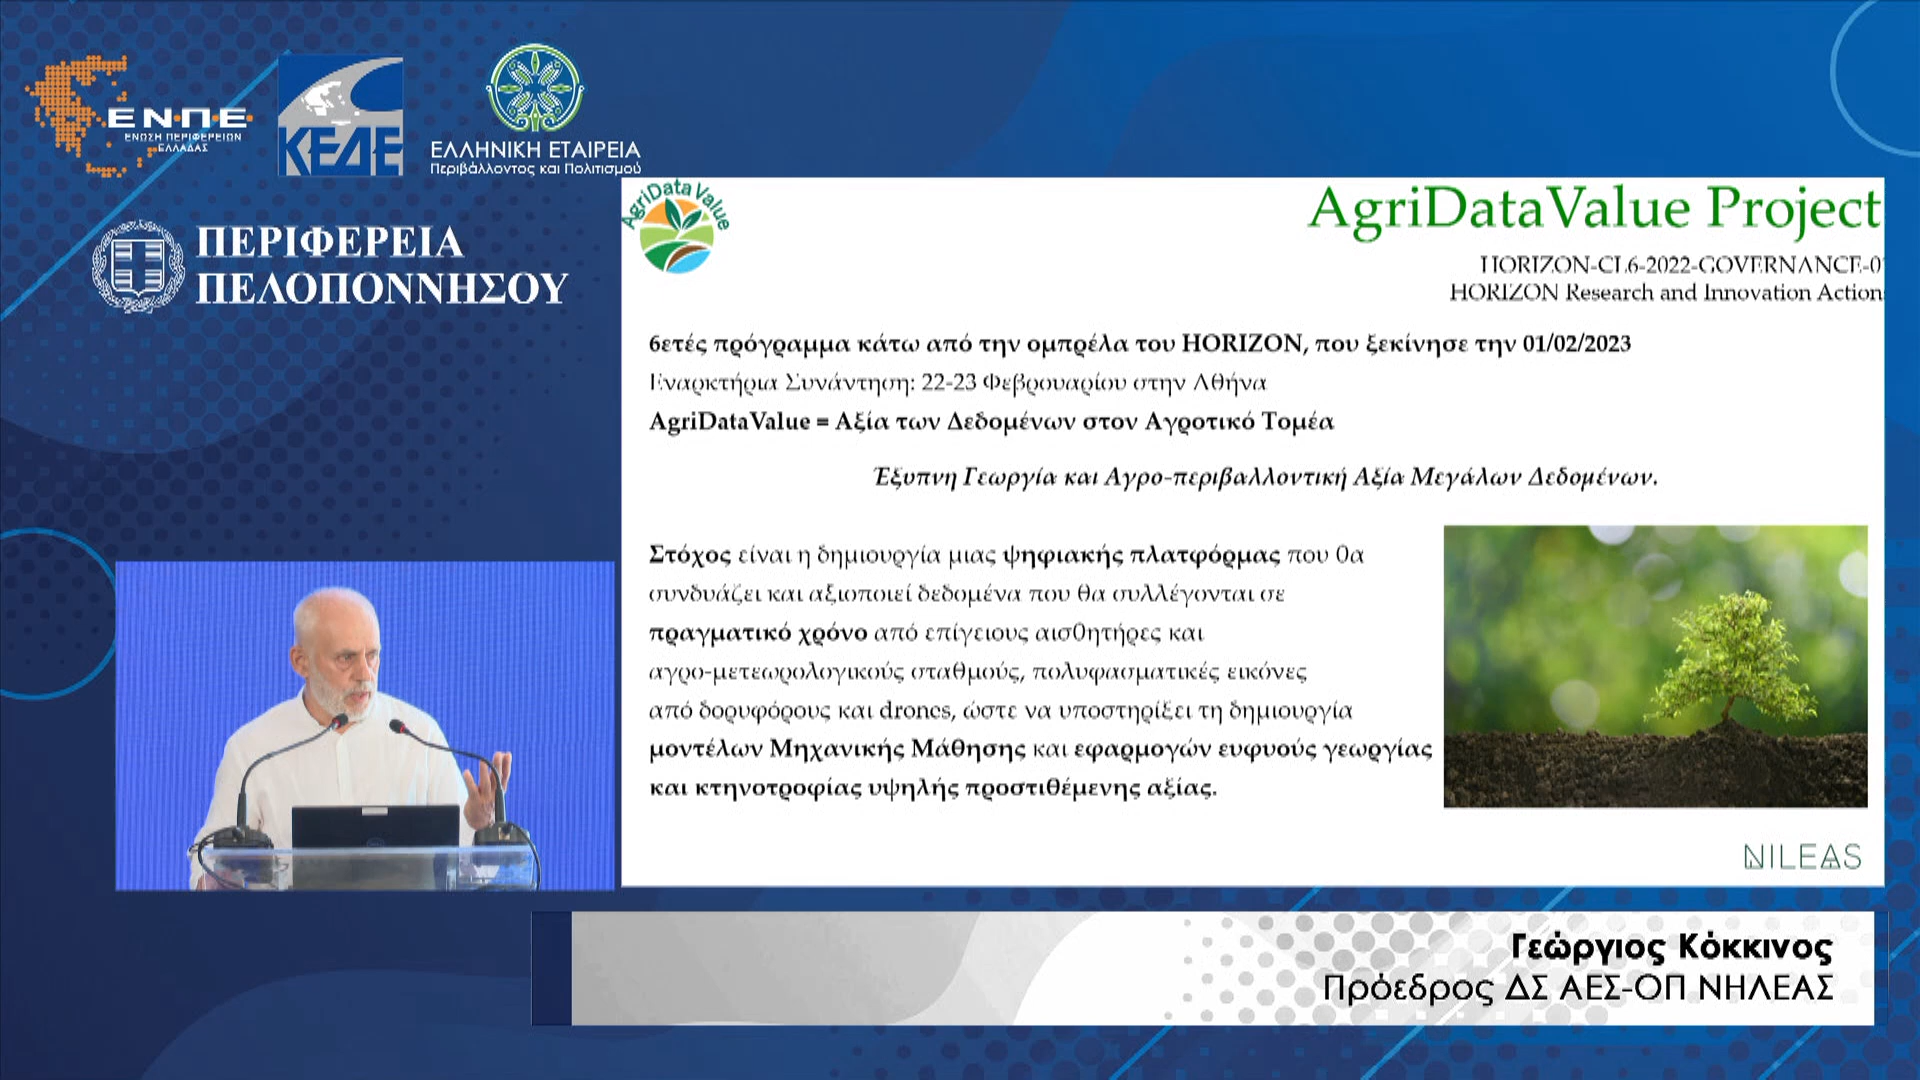 ΕΝΠΕ
ΕΝΩΣΗ ΠΕΡΙΦΕΡΕΙΩΝ
ΕΛΛΑΔΑΣ
ΚΕΔΕ
ΕΛΛΗΝΙΚΗ ΕΤΑΙΡΕΙΑ
Περιβάλλοντος και Πολιτισμού
ΠΕΡΙΦΕΡΕΙΑ
ΠΕΛΟΠΟΝΝΗΣΟΥ
AgriDataValue
AgriDataValue Project
HORIZON-CL6-2022-GOVERNANCE-0
HORIZON Research and Innovation Action
6ετές πρόγραμμα κάτω από την ομπρέλα του HORIZON, που ξεκίνησε την 01/02/2023
Εναρκτήρια Συνάντηση: 22-23 Φεβρουαρίου στην Αθήνα
AgriDataValue = Αξία των Δεδομένων στον Αγροτικό Τομέα
Έξυπνη Γεωργία και Αγρο-περιβαλλοντική Αξία Μεγάλων Δεδομένων.
Στόχος είναι η δημιουργία μιας ψηφιακής πλατφόρμας που θα
συνδυάζει και αξιοποιεί δεδομένα που θα συλλέγονται σε
πραγματικό χρόνο από επίγειους αισθητήρες και
αγρο-μετεωρολογικούς σταθμούς, πολυφασματικές εικόνες
από δορυφόρους και drones, ώστε να υποστηρίξει τη δημιουργία
μοντέλων Μηχανικής Μάθησης και εφαρμογών ευφυούς γεωργίας
και κτηνοτροφίας υψηλής προστιθέμενης αξίας.
NILEAS
Γεώργιος Κόκκινος
Πρόεδρος ΔΣ ΑΕΣ-ΟΠ ΝΗΛΕΑΣ